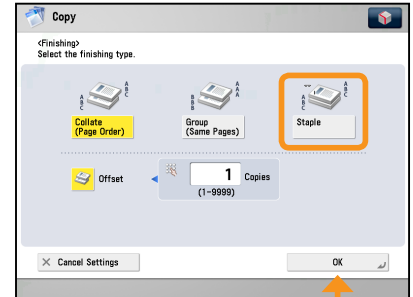 Copy
<Finishing>
Select the finishing type.
A
B
C
A
B
C
B
B
B
A
A
A
A
B
C
A
B
C
Collate
(Page Order)
Group
(Same Pages)
Staple
Offset
1
Copies
(1-9999)
× Cancel Settings
OK